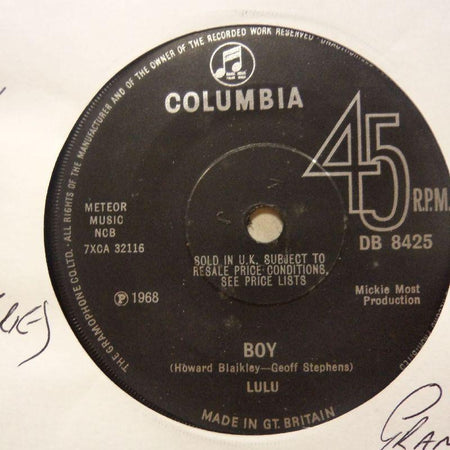 THE GRAMOPHONE CO.LTD. · ALL RIGHTS OF THE MANUFACTURER AND OF THE OWNER OF THE RECORDED WORK RESERVED
COLUMBIA
45
R.P.M.
DB 8425
METEOR
MUSIC
NCB
7XCA 32116
SOLD IN U.K. SUBJECT TO
RESALE PRICE CONDITIONS,
SEE PRICE LISTS
Mickie Most
Production
Ⓟ 1968
BOY
(Howard Blaikley—Geoff Stephens)
LULU
MADE IN GT. BRITAIN